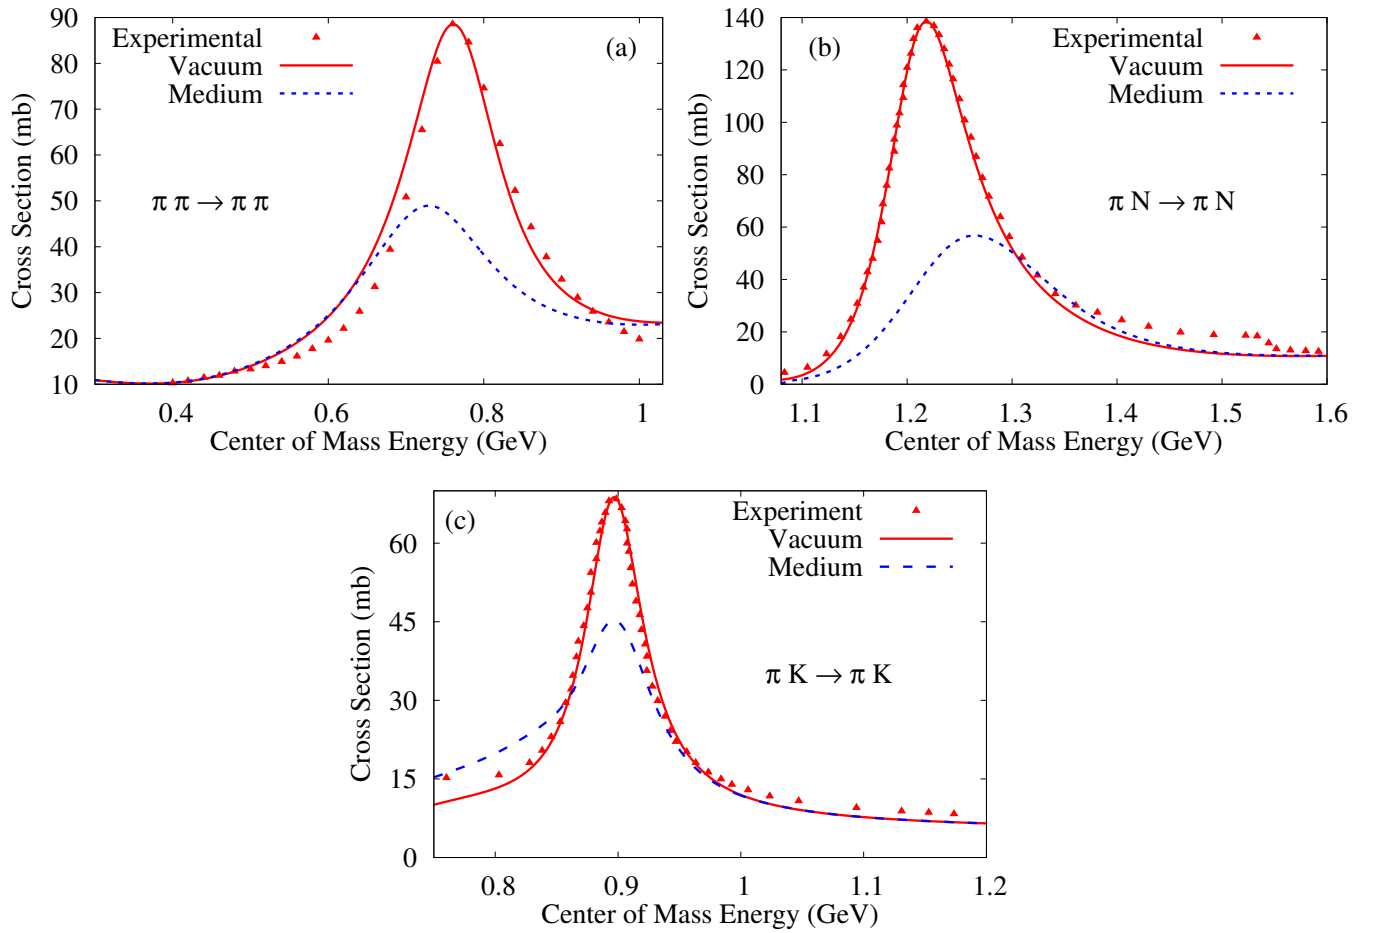 90
80
70
60
50
40
30
20
10
0.4
0.6
0.8
1
Cross Section (mb)
Center of Mass Energy (GeV)
Experimental
Vacuum
Medium
(a)
π π → π π
140
120
100
80
60
40
20
0
1.1
1.2
1.3
1.4
1.5
1.6
Cross Section (mb)
Center of Mass Energy (GeV)
(b)
Experimental
Vacuum
Medium
π N → π N
60
45
30
15
0
0.8
0.9
1
1.1
1.2
Cross Section (mb)
Center of Mass Energy (GeV)
(c)
Experiment
Vacuum
Medium
π K → π K